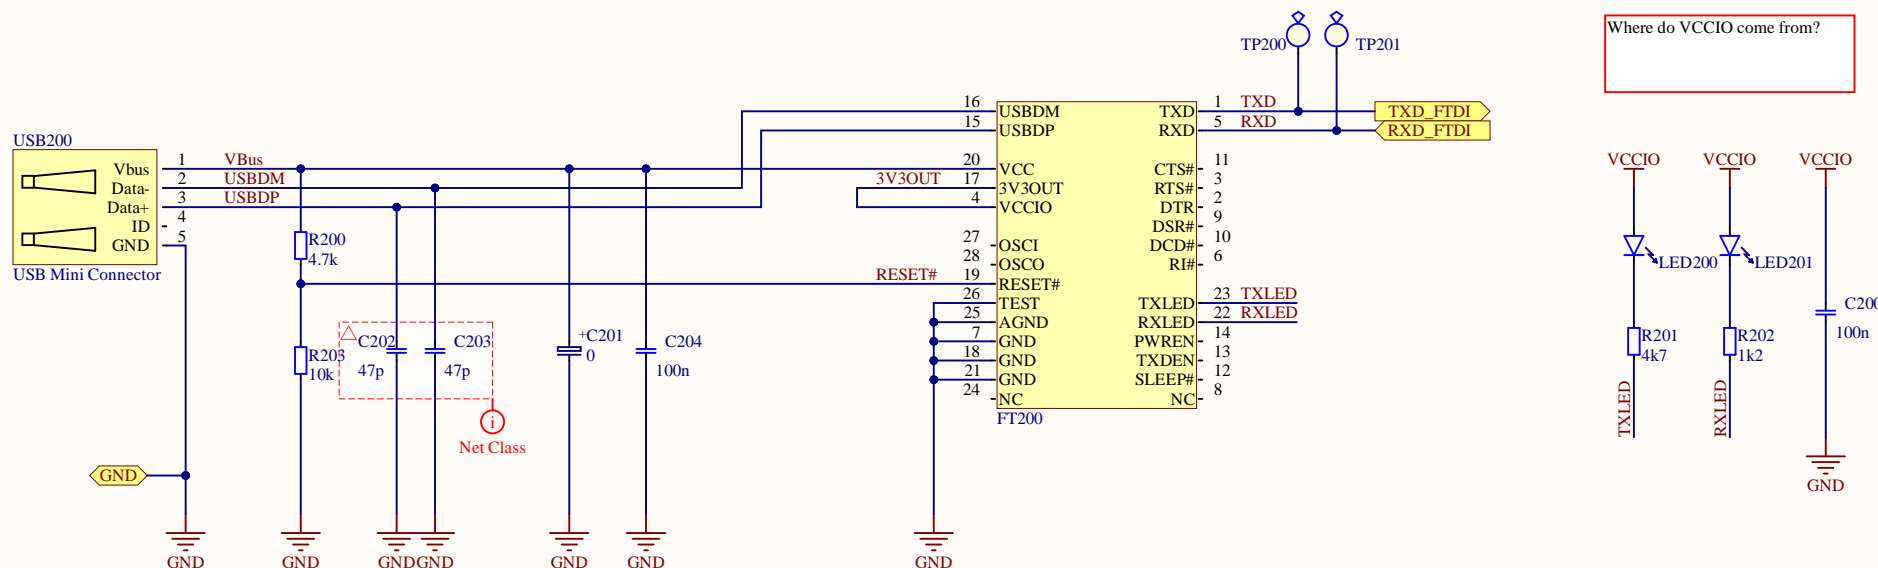 TP200
TP201
Where do VCCIO come from?
USB200
Vbus
Data-
Data+
ID
GND
1
2
3
4
5
USB Mini Connector
VBus
USBDM
USBDP
R200
4.7k
R203
10k
C202
47p
C203
47p
i
Net Class
+C201
0
C204
100n
3V3OUT
RESET#
16 USBDM
15 USBDP
20 VCC
17 3V3OUT
4 VCCIO
27 OSCI
28 OSCO
19 RESET#
26 TEST
25 AGND
7 GND
18 GND
21 GND
24 NC
TXD 1 TXD
RXD 5 RXD
CTS# 11
RTS# 3
DTR 2
DSR# 9
DCD# 10
RI# 6
TXLED 23 TXLED
RXLED 22 RXLED
PWREN 14
TXDEN 13
SLEEP# 12
NC 8
FT200
TXD_FTDI
RXD_FTDI
VCCIO
VCCIO
VCCIO
LED200
LED201
R201
4k7
R202
1k2
C200
100n
TXLED
RXLED
GND
GND
GND
GND
GND
GND
GND
GND
GND